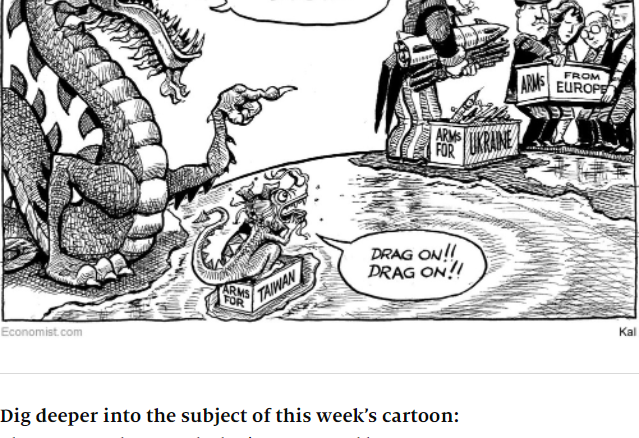 ARMS
FROM
EUROPE
ARMS
FOR
UKRAINE
DRAG ON!!
DRAG ON!!
ARMS
FOR
TAIWAN
Economist.com
Kal
Dig deeper into the subject of this week's cartoon: